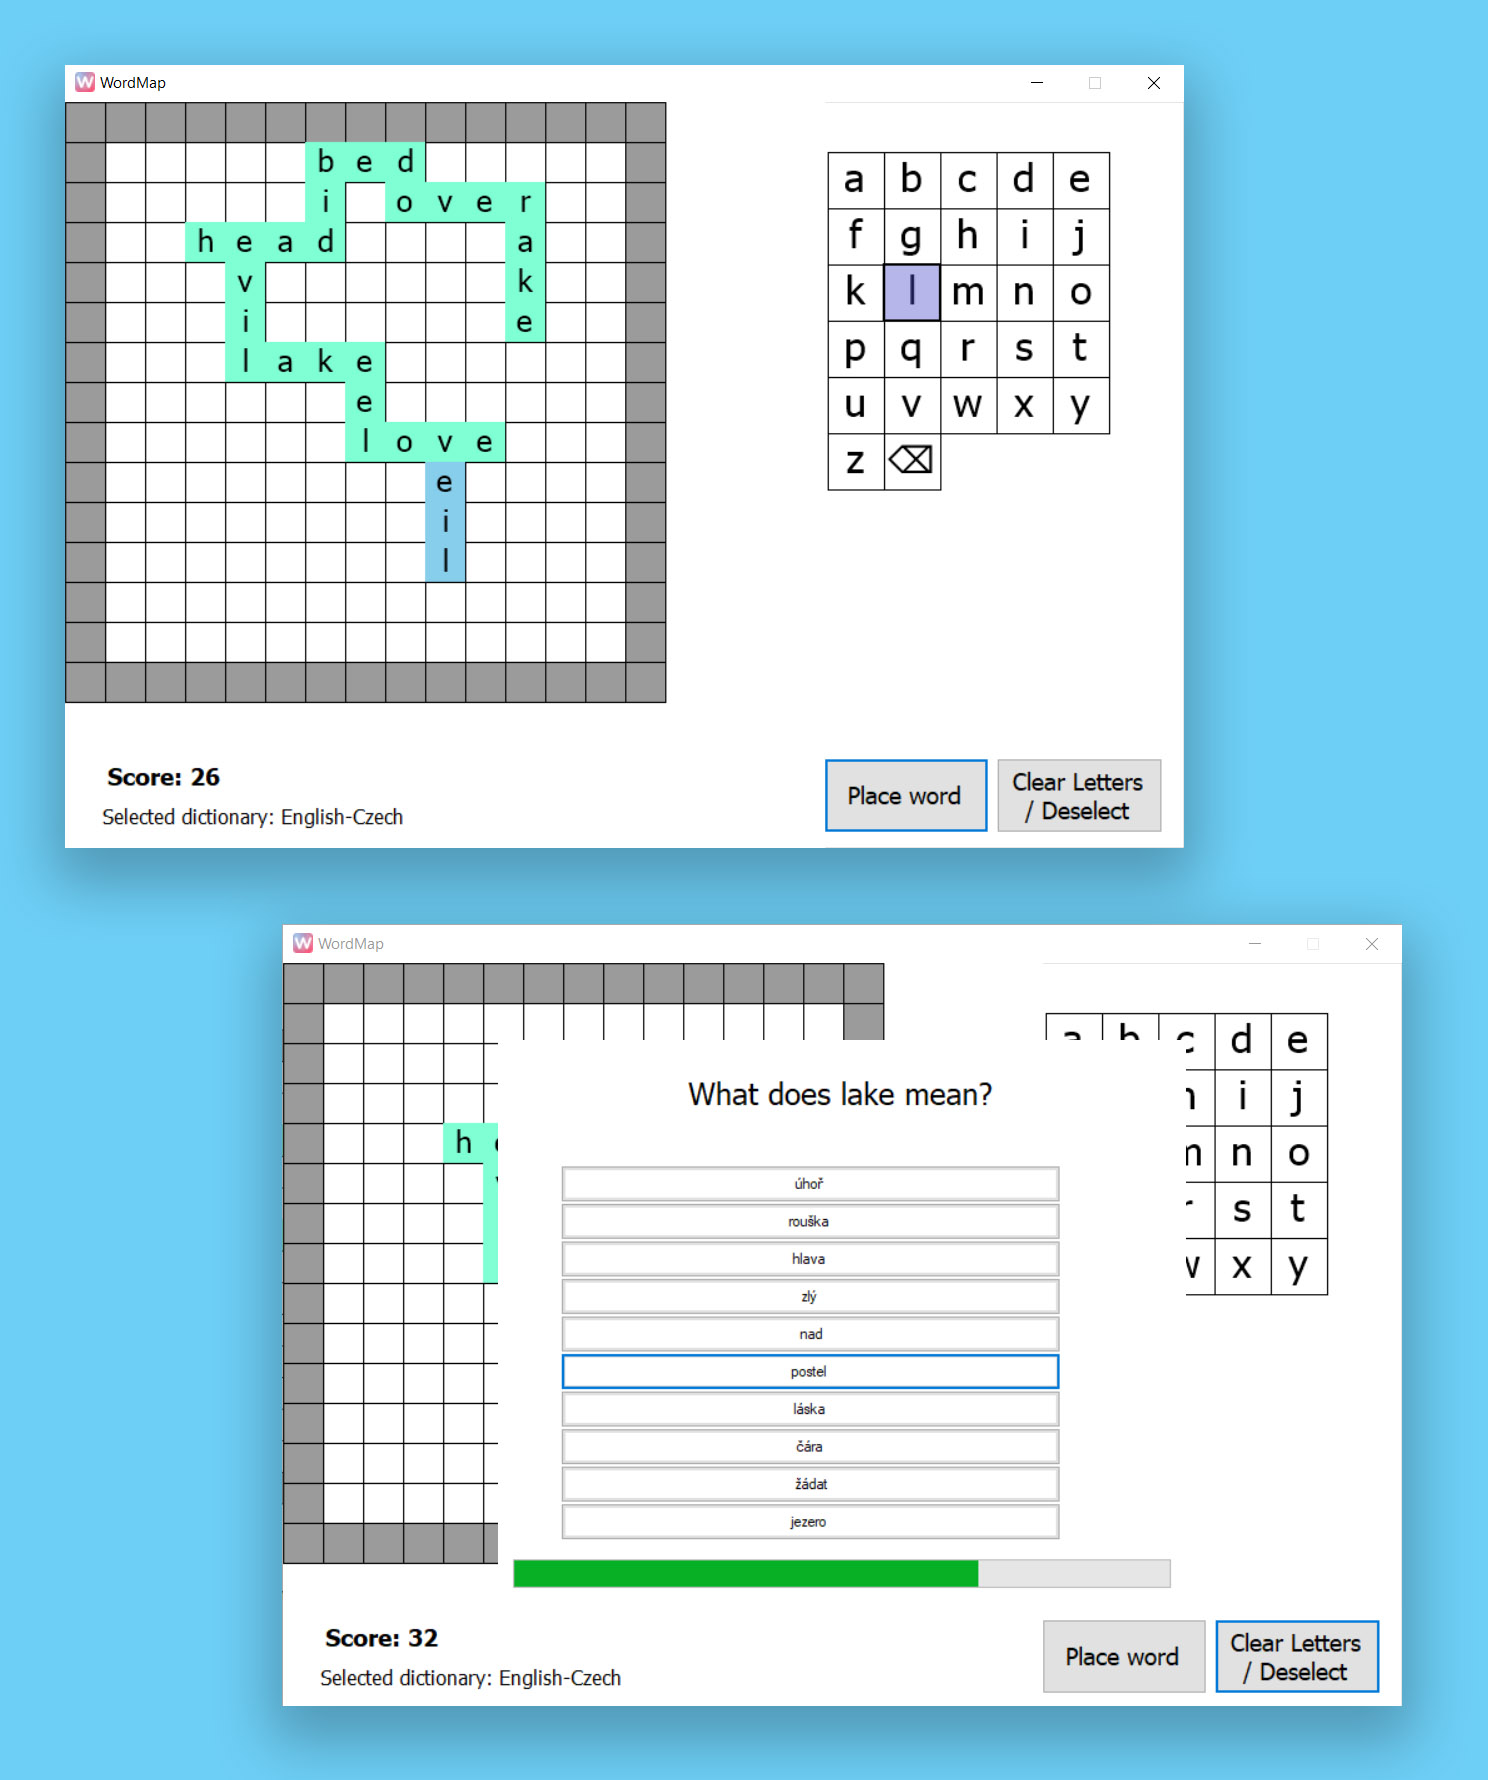 WordMap
b e d
i o v e r
h e a d a
v k
i e
l a k e
e
l o v e
e
i
l
a b c d e
f g h i j
k l m n o
p q r s t
u v w x y
z
Score: 26
Selected dictionary: English-Czech
Place word
Clear Letters
/ Deselect
WordMap
h
What does lake mean?
úhoř
rouška
hlava
zlý
nad
postel
láska
čára
žádat
jezero
a b c d e
i j
m n o
r s t
w x y
Score: 32
Selected dictionary: English-Czech
Place word
Clear Letters
/ Deselect